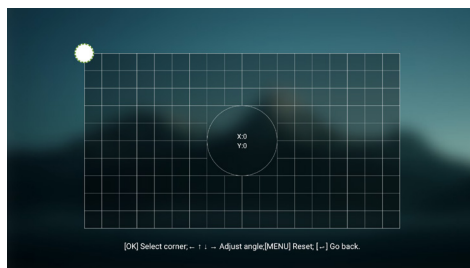 X:0
Y:0
[OK] Select corner;← ↑ ↓ → Adjust angle;[MENU] Reset; [↩] Go back.